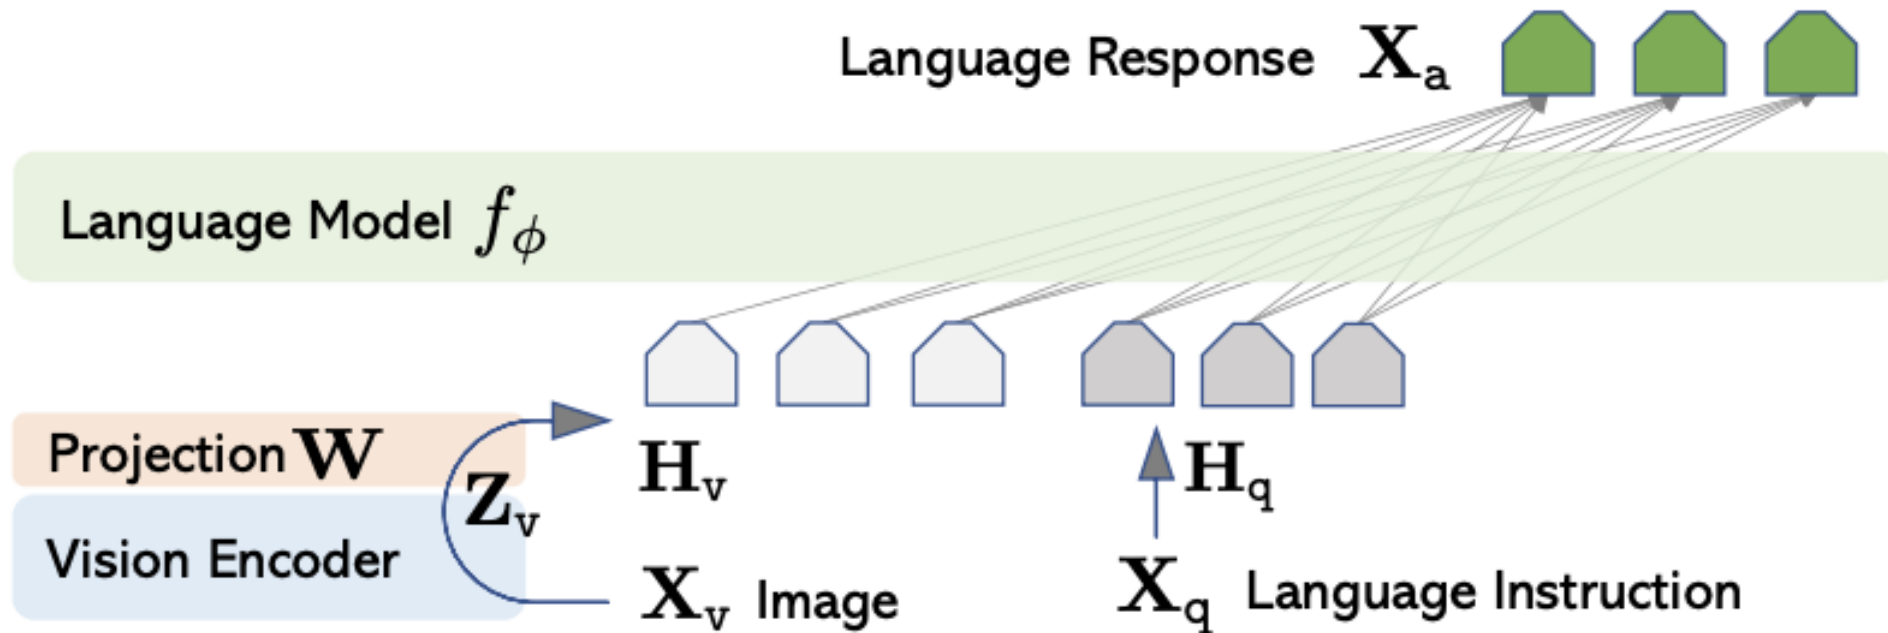 Language Response X_a
Language Model f_ϕ
Projection W
Z_v
H_v
H_q
Vision Encoder
X_v Image
X_q Language Instruction